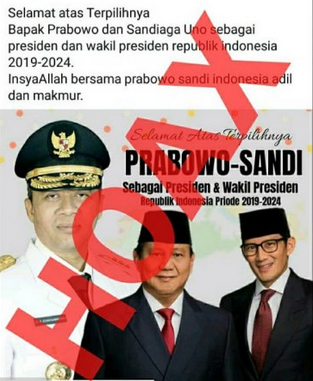 Selamat atas Terpilihnya
Bapak Prabowo dan Sandiaga Uno sebagai
presiden dan wakil presiden republik indonesia
2019-2024.
InsyaAllah bersama prabowo sandi indonesia adil
dan makmur.
Selamat Atas Terpilihnya
PRABOWO-SANDI
Sebagai Presiden & Wakil Presiden
Republik Indonesia Periode 2019-2024
HOAX